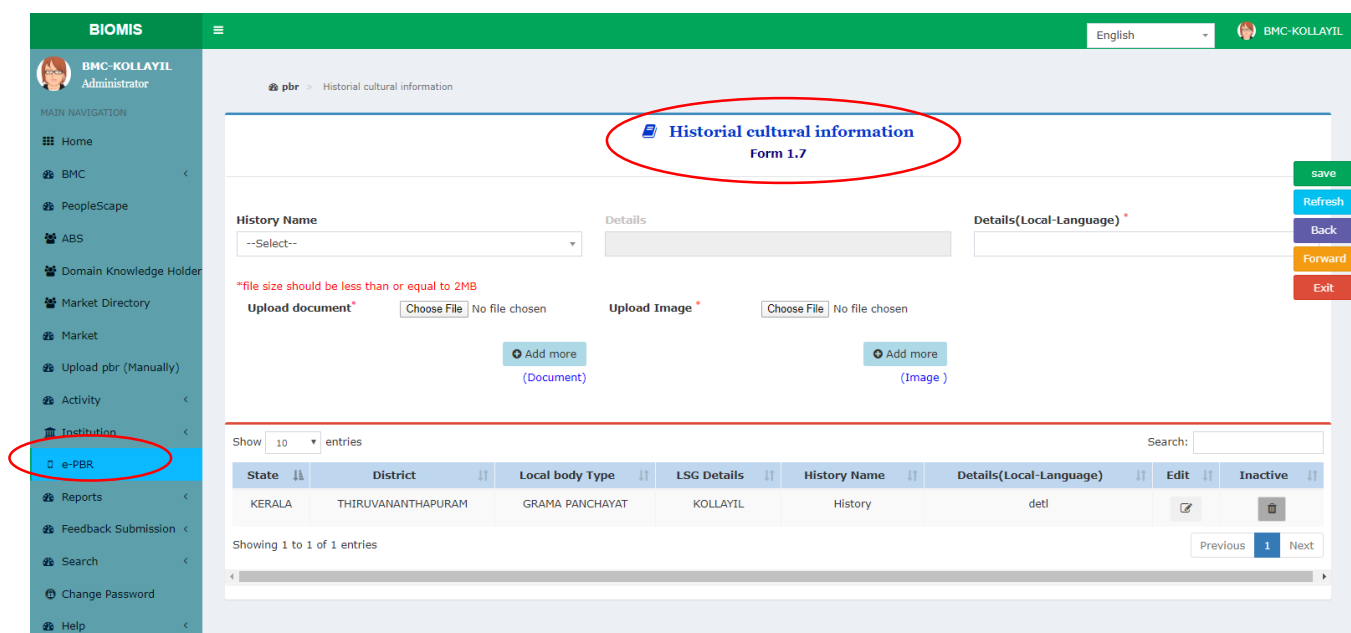 BIOMIS
English
BMC-KOLLAYIL
BMC-KOLLAYIL
Administrator
MAIN NAVIGATION
Home
BMC
PeopleScape
ABS
Domain Knowledge Holder
Market Directory
Market
Upload pbr (Manually)
Activity
Institution
e-PBR
Reports
Feedback Submission
Search
Change Password
Help
pbr > Historial cultural information
Historial cultural information
Form 1.7
save
Refresh
Back
Forward
Exit
History Name Details Details(Local-Language) *
--Select--
*file size should be less than or equal to 2MB
Upload document* Choose File No file chosen Upload Image * Choose File No file chosen
Add more Add more
(Document) (Image )
Show 10 entries Search:
State District Local body Type LSG Details History Name Details(Local-Language) Edit Inactive
KERALA THIRUVANANTHAPURAM GRAMA PANCHAYAT KOLLAYIL History detl
Showing 1 to 1 of 1 entries Previous 1 Next